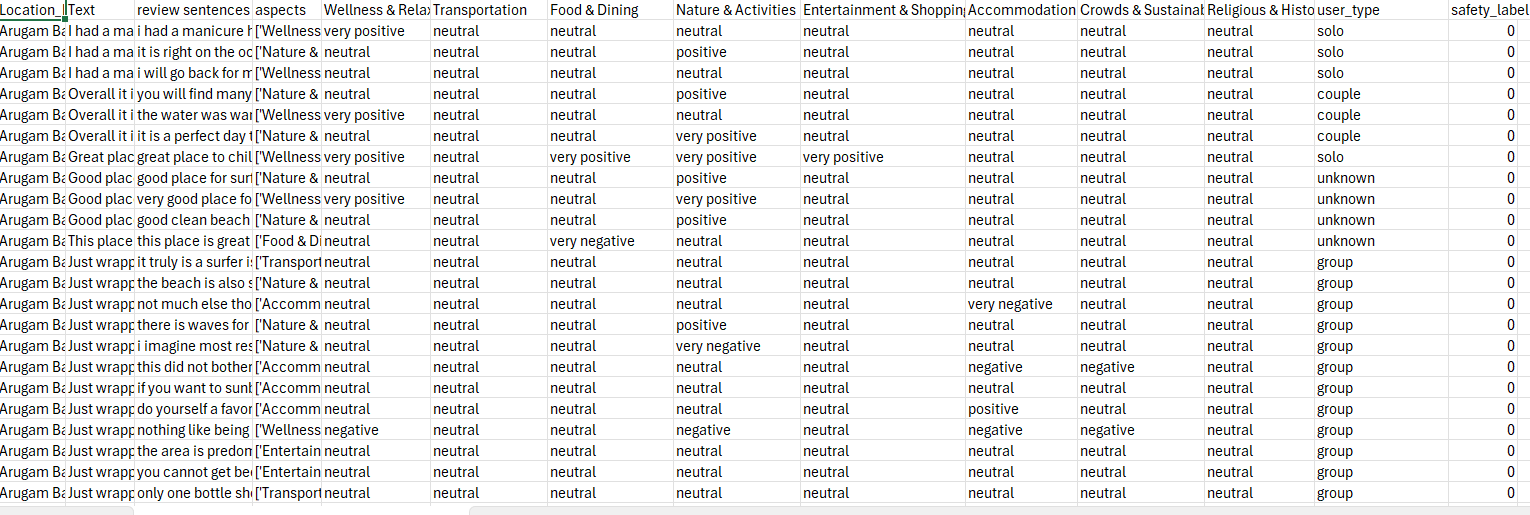 Location_ Text review sentences aspects Wellness & Relax Transportation Food & Dining Nature & Activities Entertainment & Shopping Accommodation Crowds & Sustainab Religious & Histo user_type safety_label
Arugam Ba I had a ma i had a manicure h ['Wellness very positive neutral neutral neutral neutral neutral neutral neutral solo 0
Arugam Ba I had a ma it is right on the oc ['Nature & neutral neutral neutral positive neutral neutral neutral neutral solo 0
Arugam Ba I had a ma i will go back for m ['Wellness neutral neutral neutral neutral neutral neutral neutral neutral solo 0
Arugam Ba Overall it i you will find many ['Nature & neutral neutral neutral positive neutral neutral neutral neutral couple 0
Arugam Ba Overall it i the water was war ['Wellness very positive neutral neutral neutral neutral neutral neutral neutral couple 0
Arugam Ba Overall it i it is a perfect day t ['Nature & neutral neutral neutral very positive neutral neutral neutral neutral couple 0
Arugam Ba Great plac great place to chil ['Wellness very positive neutral very positive very positive very positive neutral neutral neutral solo 0
Arugam Ba Good plac good place for surf ['Nature & neutral neutral neutral positive neutral neutral neutral neutral unknown 0
Arugam Ba Good plac very good place fo ['Wellness very positive neutral neutral very positive neutral neutral neutral neutral unknown 0
Arugam Ba Good plac good clean beach ['Nature & neutral neutral neutral positive neutral neutral neutral neutral unknown 0
Arugam Ba This place this place is great ['Food & Di neutral neutral very negative neutral neutral neutral neutral neutral unknown 0
Arugam Ba Just wrapp it truly is a surfer is ['Transport neutral neutral neutral neutral neutral neutral neutral neutral group 0
Arugam Ba Just wrapp the beach is also s ['Nature & neutral neutral neutral neutral neutral neutral neutral neutral group 0
Arugam Ba Just wrapp not much else tho ['Accomm neutral neutral neutral neutral neutral very negative neutral neutral group 0
Arugam Ba Just wrapp there is waves for ['Nature & neutral neutral neutral positive neutral neutral neutral neutral group 0
Arugam Ba Just wrapp i imagine most res ['Nature & neutral neutral neutral very negative neutral neutral neutral neutral group 0
Arugam Ba Just wrapp this did not bother ['Accomm neutral neutral neutral neutral neutral negative negative neutral group 0
Arugam Ba Just wrapp if you want to sunb ['Accomm neutral neutral neutral neutral neutral neutral neutral neutral group 0
Arugam Ba Just wrapp do yourself a favor ['Accomm neutral neutral neutral neutral neutral positive neutral neutral group 0
Arugam Ba Just wrapp nothing like being ['Wellness negative neutral neutral negative neutral negative negative neutral group 0
Arugam Ba Just wrapp the area is predom ['Entertain neutral neutral neutral neutral neutral neutral neutral neutral group 0
Arugam Ba Just wrapp you cannot get bee ['Entertain neutral neutral neutral neutral neutral neutral neutral neutral group 0
Arugam Ba Just wrapp only one bottle sho ['Transport neutral neutral neutral neutral neutral neutral neutral neutral group 0